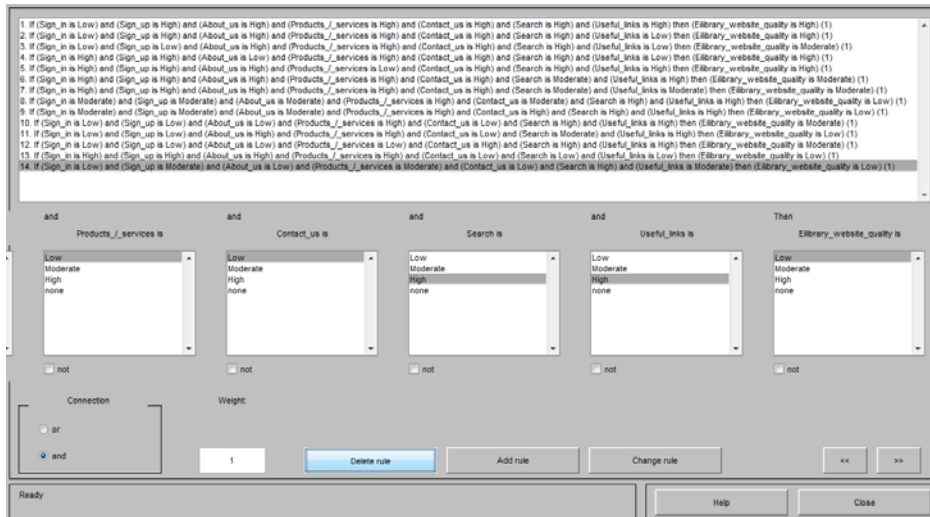 1. If (Sign_in is Low) and (Sign_up is High) and (About_us is High) and (Products_/_services is High) and (Contact_us is High) and (Search is High) and (Useful_links is High) then (Eilibrary_website_quality is High) (1)
2. If (Sign_in is Low) and (Sign_up is High) and (About_us is High) and (Products_/_services is High) and (Contact_us is High) and (Search is High) and (Useful_links is Low) then (Eilibrary_website_quality is High) (1)
3. If (Sign_in is Low) and (Sign_up is Low) and (About_us is High) and (Products_/_services is High) and (Contact_us is High) and (Search is High) and (Useful_links is Low) then (Eilibrary_website_quality is Moderate) (1)
4. If (Sign_in is High) and (Sign_up is High) and (About_us is Low) and (Products_/_services is High) and (Contact_us is High) and (Search is High) and (Useful_links is High) then (Eilibrary_website_quality is High) (1)
5. If (Sign_in is High) and (Sign_up is High) and (About_us is High) and (Products_/_services is Low) and (Contact_us is High) and (Search is High) and (Useful_links is High) then (Eilibrary_website_quality is High) (1)
6. If (Sign_in is High) and (Sign_up is Moderate) and (About_us is High) and (Products_/_services is High) and (Contact_us is High) and (Search is Moderate) and (Useful_links is High) then (Eilibrary_website_quality is Moderate) (1)
7. If (Sign_in is High) and (Sign_up is High) and (About_us is High) and (Products_/_services is High) and (Contact_us is High) and (Search is Moderate) and (Useful_links is Moderate) then (Eilibrary_website_quality is High) (1)
8. If (Sign_in is Moderate) and (Sign_up is Moderate) and (About_us is Moderate) and (Products_/_services is High) and (Contact_us is Moderate) and (Search is High) and (Useful_links is High) then (Eilibrary_website_quality is Low) (1)
9. If (Sign_in is Moderate) and (Sign_up is High) and (About_us is Moderate) and (Products_/_services is High) and (Contact_us is High) and (Search is High) and (Useful_links is High) then (Eilibrary_website_quality is Low) (1)
10. If (Sign_in is Low) and (Sign_up is Low) and (About_us is Low) and (Products_/_services is High) and (Contact_us is High) and (Search is High) and (Useful_links is High) then (Eilibrary_website_quality is Moderate) (1)
11. If (Sign_in is Low) and (Sign_up is Low) and (About_us is High) and (Products_/_services is High) and (Contact_us is Low) and (Search is Moderate) and (Useful_links is High) then (Eilibrary_website_quality is Low) (1)
12. If (Sign_in is High) and (Sign_up is Low) and (About_us is Low) and (Products_/_services is Low) and (Contact_us is High) and (Search is High) and (Useful_links is Moderate) then (Eilibrary_website_quality is Low) (1)
13. If (Sign_in is High) and (Sign_up is High) and (About_us is High) and (Products_/_services is High) and (Contact_us is Low) and (Search is Low) and (Useful_links is Low) then (Eilibrary_website_quality is Low) (1)
14. If (Sign_in is Low) and (Sign_up is Moderate) and (About_us is Low) and (Products_/_services is Moderate) and (Contact_us is Low) and (Search is High) and (Useful_links is Moderate) then (Eilibrary_website_quality is Low) (1)
and and and and Then
Products_/_services is Contact_us is Search is Useful_links is Eilibrary_website_quality is
Low Low Low Low Low
Moderate Moderate Moderate Moderate Moderate
High High High High High
none none none none none
not not not not not
Connection Weight:
or
and 1 Delete rule Add rule Change rule << >>
Ready Help Close